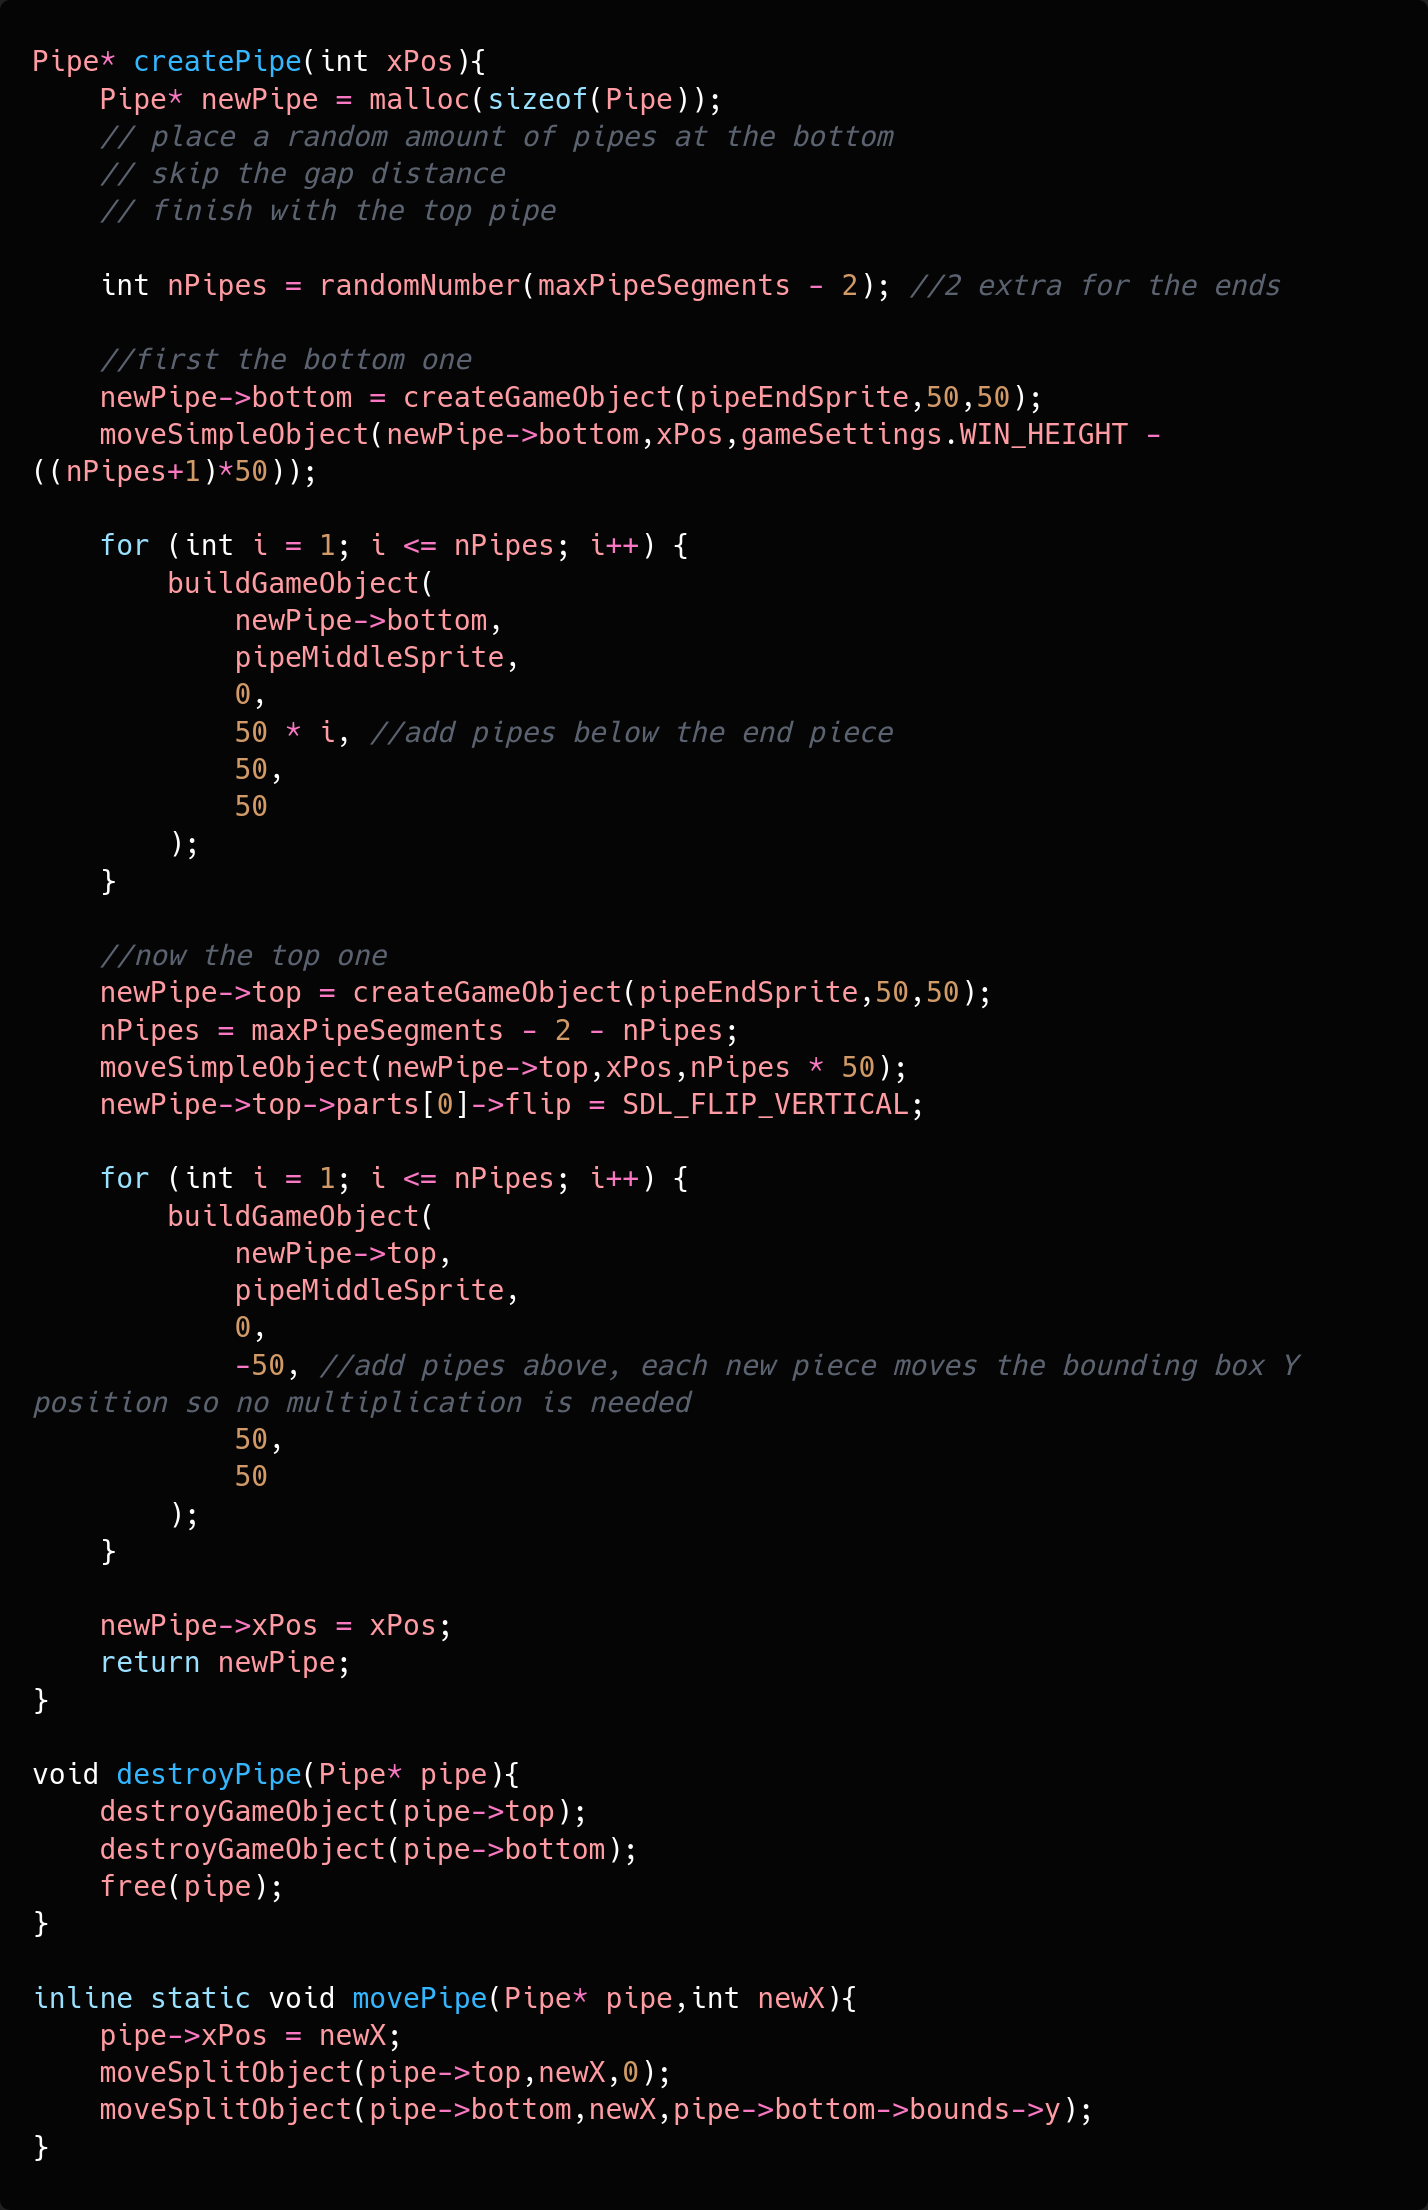 Pipe* createPipe(int xPos){
    Pipe* newPipe = malloc(sizeof(Pipe));
    // place a random amount of pipes at the bottom
    // skip the gap distance
    // finish with the top pipe

    int nPipes = randomNumber(maxPipeSegments - 2); //2 extra for the ends

    //first the bottom one
    newPipe->bottom = createGameObject(pipeEndSprite,50,50);
    moveSimpleObject(newPipe->bottom,xPos,gameSettings.WIN_HEIGHT -
((nPipes+1)*50));

    for (int i = 1; i <= nPipes; i++) {
        buildGameObject(
            newPipe->bottom,
            pipeMiddleSprite,
            0,
            50 * i, //add pipes below the end piece
            50,
            50
        );
    }

    //now the top one
    newPipe->top = createGameObject(pipeEndSprite,50,50);
    nPipes = maxPipeSegments - 2 - nPipes;
    moveSimpleObject(newPipe->top,xPos,nPipes * 50);
    newPipe->top->parts[0]->flip = SDL_FLIP_VERTICAL;

    for (int i = 1; i <= nPipes; i++) {
        buildGameObject(
            newPipe->top,
            pipeMiddleSprite,
            0,
            -50, //add pipes above, each new piece moves the bounding box Y
position so no multiplication is needed
            50,
            50
        );
    }

    newPipe->xPos = xPos;
    return newPipe;
}

void destroyPipe(Pipe* pipe){
    destroyGameObject(pipe->top);
    destroyGameObject(pipe->bottom);
    free(pipe);
}

inline static void movePipe(Pipe* pipe,int newX){
    pipe->xPos = newX;
    moveSplitObject(pipe->top,newX,0);
    moveSplitObject(pipe->bottom,newX,pipe->bottom->bounds->y);
}